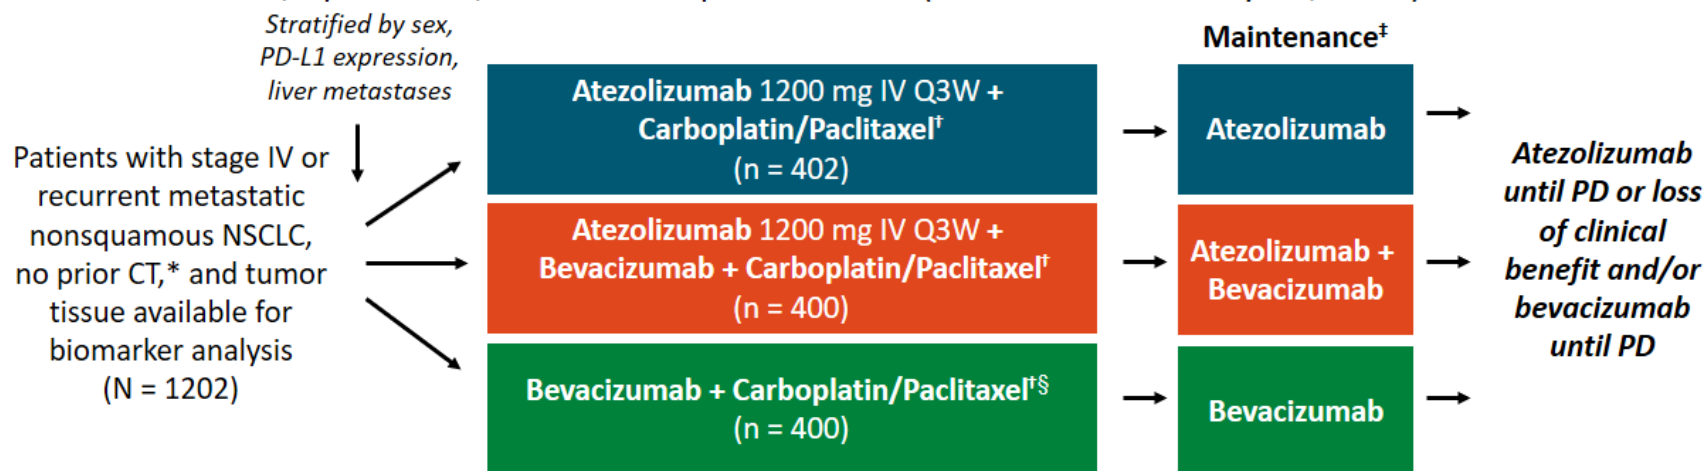 Stratified by sex,
PD-L1 expression,
liver metastases
Patients with stage IV or
recurrent metastatic
nonsquamous NSCLC,
no prior CT,* and tumor
tissue available for
biomarker analysis
(N = 1202)
Atezolizumab 1200 mg IV Q3W +
Carboplatin/Paclitaxel†
(n = 402)
Atezolizumab 1200 mg IV Q3W +
Bevacizumab + Carboplatin/Paclitaxel†
(n = 400)
Bevacizumab + Carboplatin/Paclitaxel†§
(n = 400)
Maintenance‡
Atezolizumab
Atezolizumab +
Bevacizumab
Bevacizumab
Atezolizumab
until PD or loss
of clinical
benefit and/or
bevacizumab
until PD